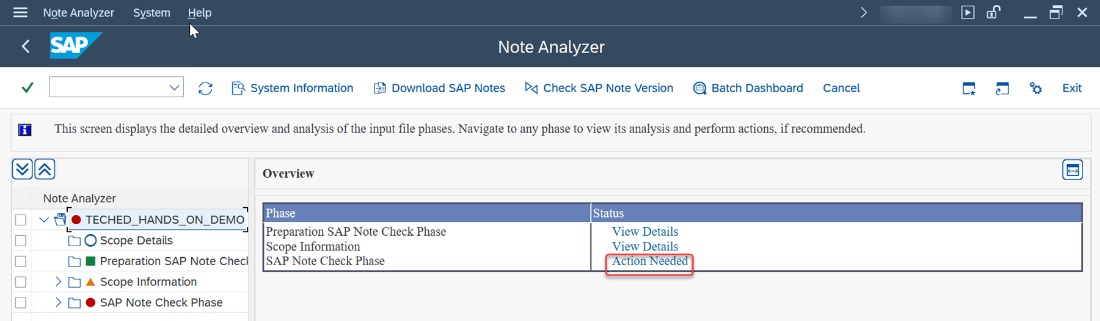 Note Analyzer System Help
SAP Note Analyzer
System Information Download SAP Notes Check SAP Note Version Batch Dashboard Cancel Exit
This screen displays the detailed overview and analysis of the input file phases. Navigate to any phase to view its analysis and perform actions, if recommended.
Overview
Note Analyzer
TECHED_HANDS_ON_DEMO
Scope Details
Preparation SAP Note Chec
Scope Information
SAP Note Check Phase
Phase Status
Preparation SAP Note Check Phase View Details
Scope Information View Details
SAP Note Check Phase Action Needed